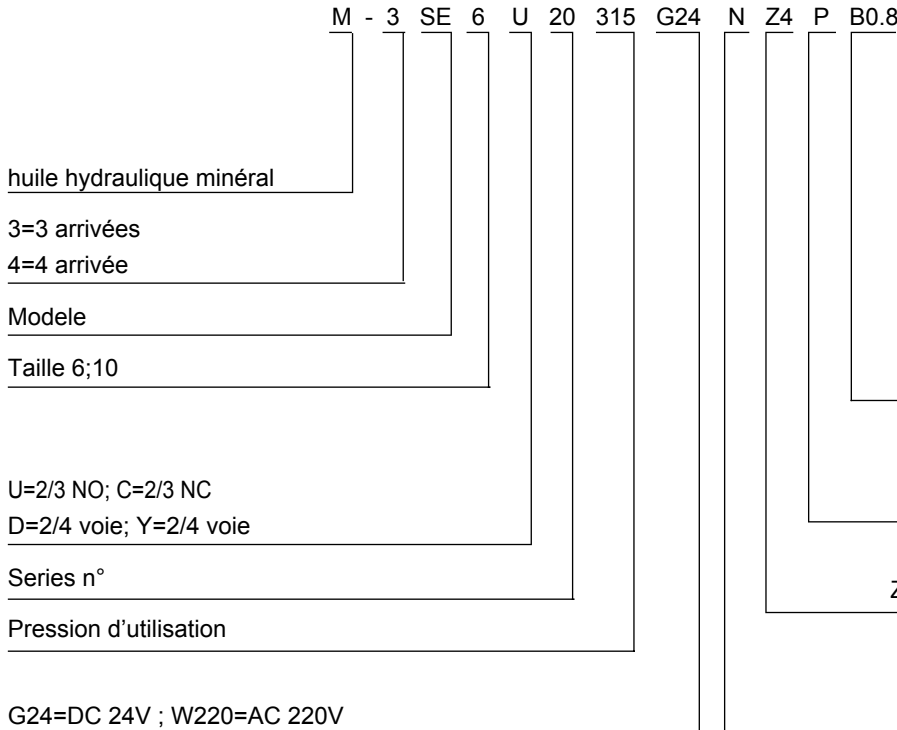 M - 3 SE 6 U 20 315 G24 N Z4 P B0.8
huile hydraulique minéral
3=3 arrivées
4=4 arrivée
Modele
Taille 6;10
U=2/3 NO; C=2/3 NC
D=2/4 voie; Y=2/4 voie
Z
Series n°
Pression d’utilisation
G24=DC 24V ; W220=AC 220V